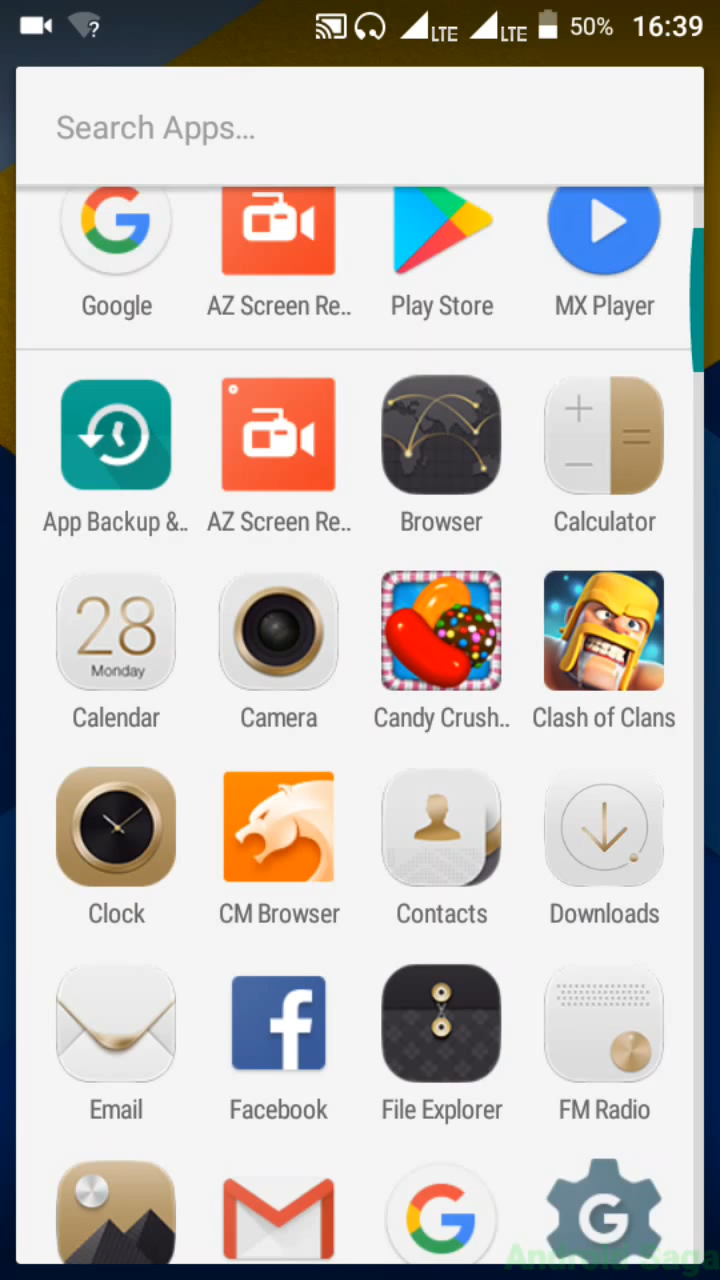 ? LTE LTE 50% 16:39
Search Apps...
Google AZ Screen Re.. Play Store MX Player
App Backup &.. AZ Screen Re.. Browser Calculator
28
Monday
Calendar Camera Candy Crush.. Clash of Clans
Clock CM Browser Contacts Downloads
Email Facebook File Explorer FM Radio
Android Saga